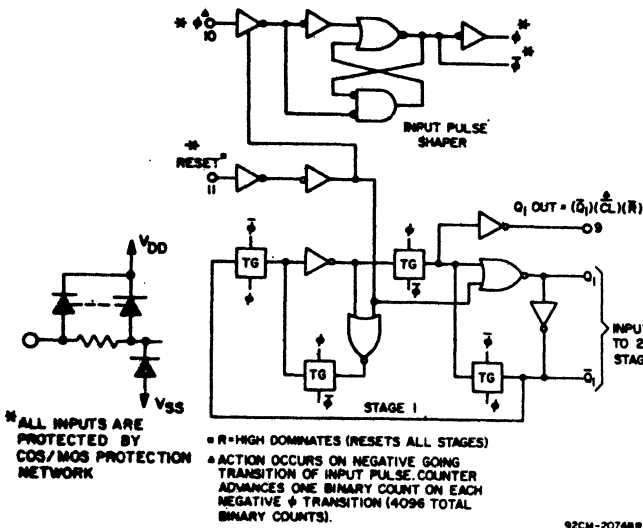 * ϕ▵
10
ϕ*
ϕ̅*
INPUT PULSE
SHAPER
*
RESET▪
11
Q1 OUT = (Q̅1)(C̅L̅▵)(R̅)
9
ϕ̅
TG
ϕ
ϕ
TG
ϕ̅
Q1
INPUT
TO 2
STAG
ϕ
TG
ϕ̅
ϕ̅
TG
ϕ
Q̅1
STAGE 1
VDD
VSS
*ALL INPUTS ARE
PROTECTED BY
COS/MOS PROTECTION
NETWORK
▪ R=HIGH DOMINATES (RESETS ALL STAGES)
▵ ACTION OCCURS ON NEGATIVE GOING
TRANSITION OF INPUT PULSE. COUNTER
ADVANCES ONE BINARY COUNT ON EACH
NEGATIVE ϕ TRANSITION (4096 TOTAL
BINARY COUNTS).